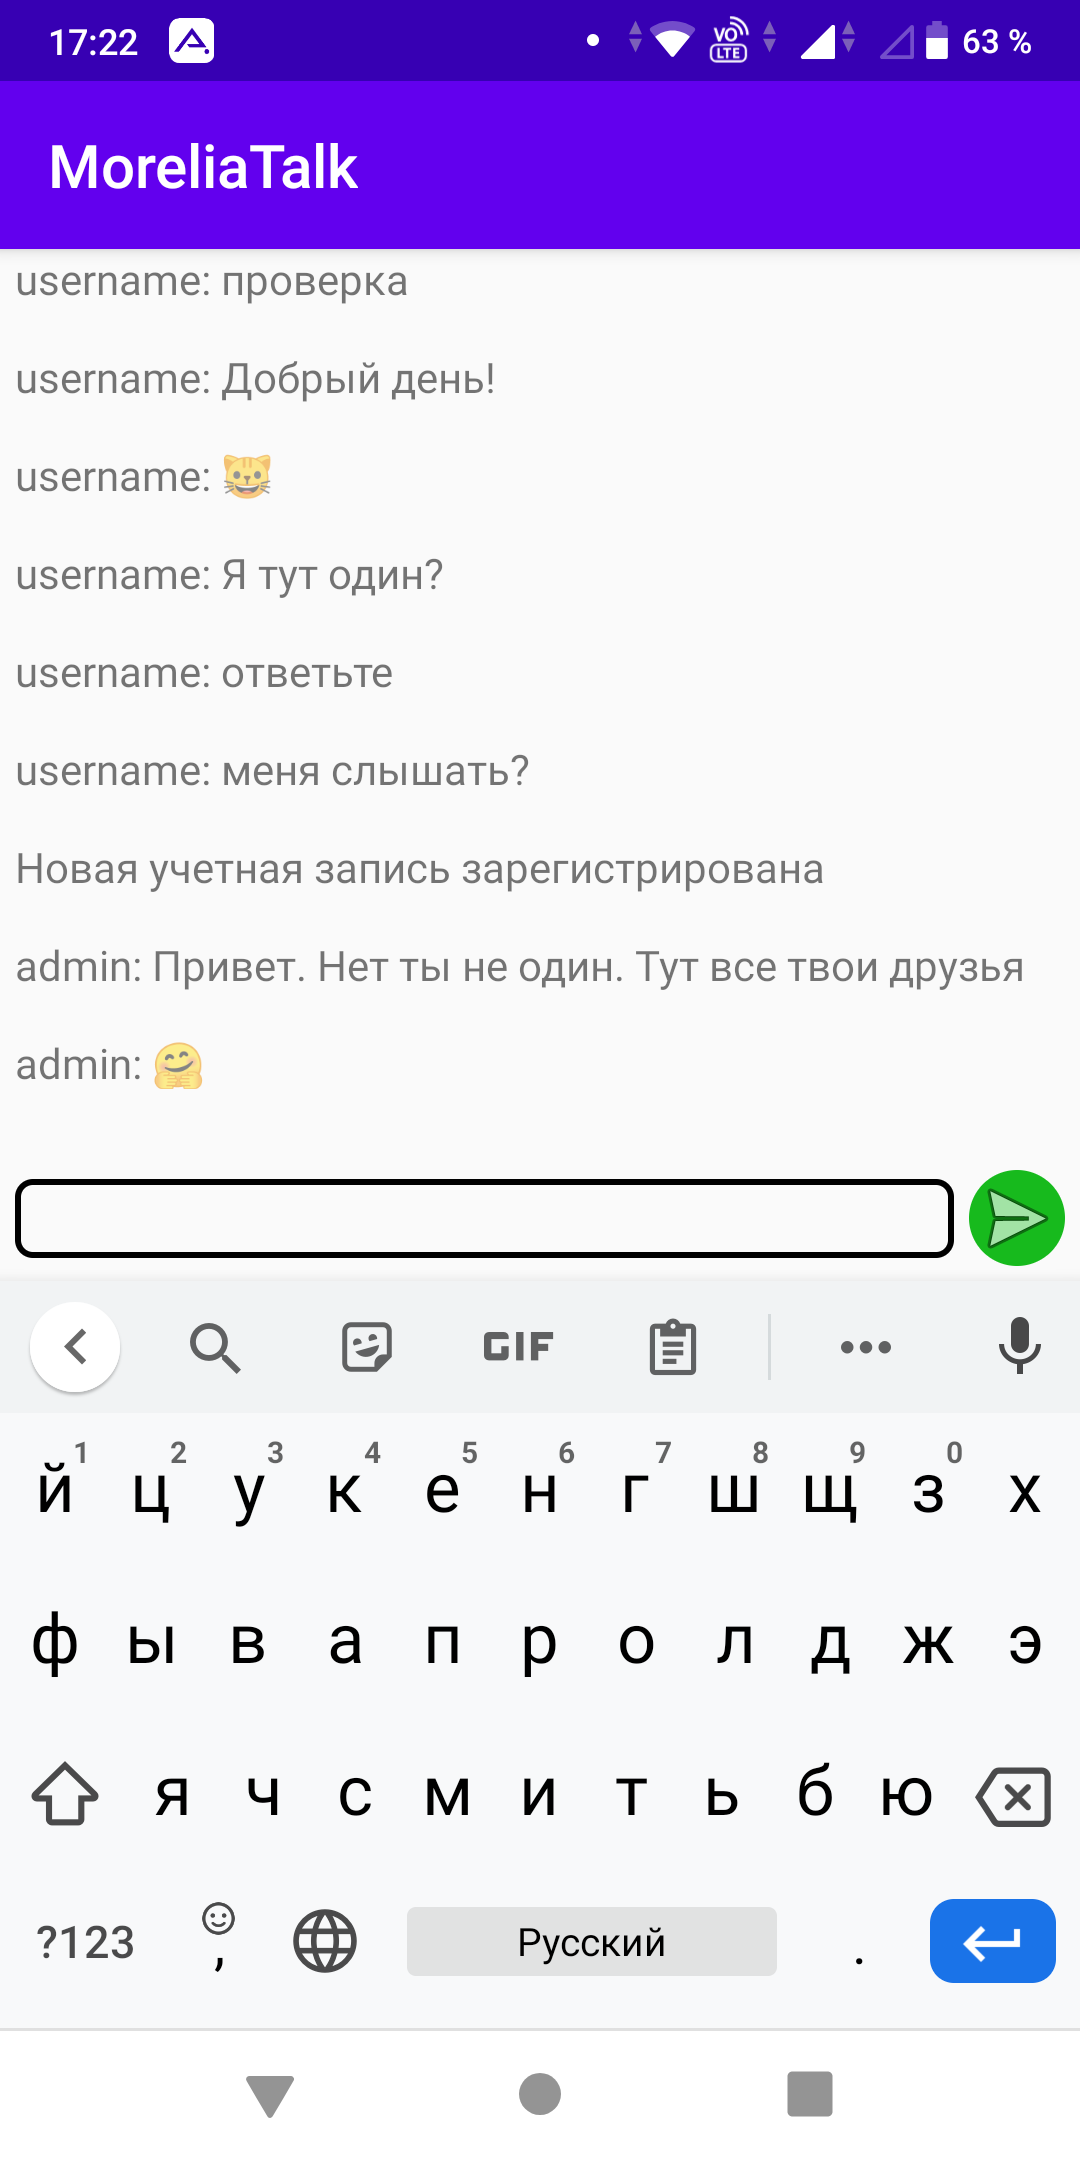 17:22
VO LTE 63 %
MoreliaTalk
username: проверка
username: Добрый день!
username: 😺
username: Я тут один?
username: ответьте
username: меня слышать?
Новая учетная запись зарегистрирована
admin: Привет. Нет ты не один. Тут все твои друзья
admin: 🤗
GIF
1 2 3 4 5 6 7 8 9 0
й ц у к е н г ш щ з х
ф ы в а п р о л д ж э
я ч с м и т ь б ю
?123 , Русский .